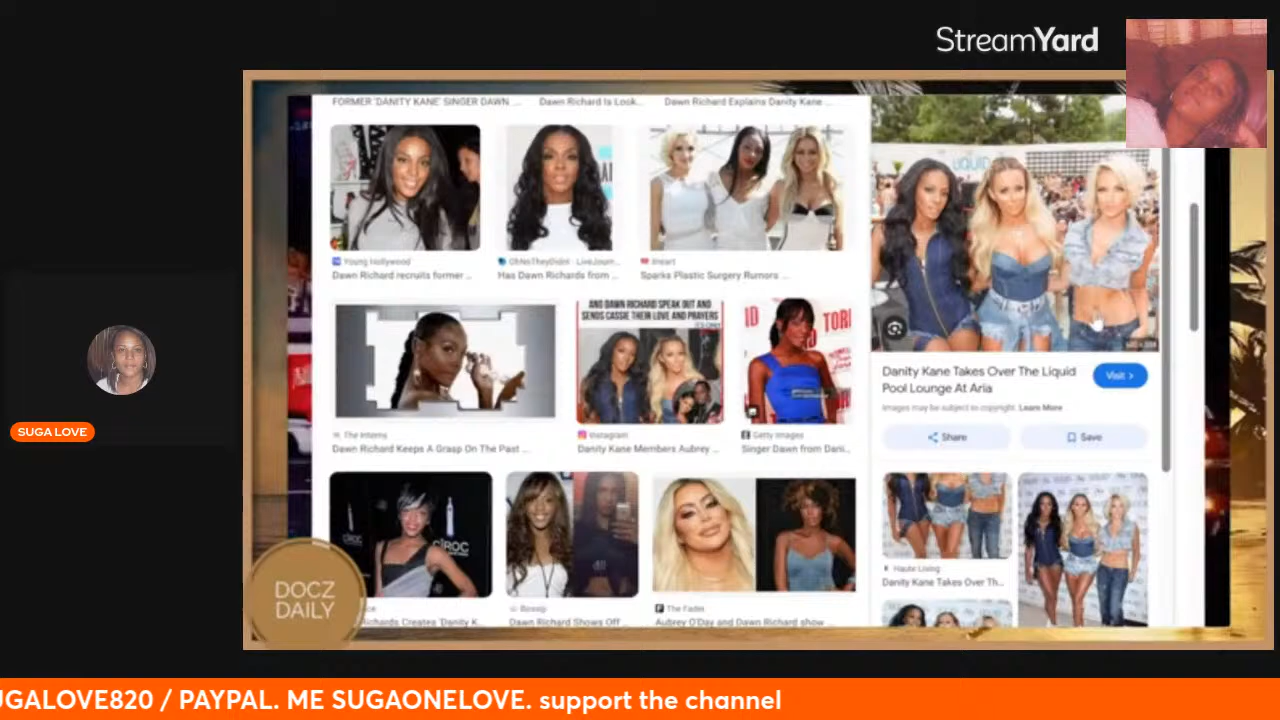 StreamYard
FORMER 'DANITY KANE' SINGER DAWN ...
Dawn Richard Is Look...
Dawn Richard Explains Danity Kane ...
LIQUID
Young Hollywood
Dawn Richard recruits former ...
OhNoTheyDidnt · LiveJourn...
Has Dawn Richards from ...
iHeart
Sparks Plastic Surgery Rumors ...
AND DAWN RICHARD SPEAK OUT AND
SENDS CASSIE THEIR LOVE AND PRAYERS
TORI
Danity Kane Takes Over The Liquid
Pool Lounge At Aria
Visit >
Images may be subject to copyright. Learn More
Share
Save
The Interns
Dawn Richard Keeps A Grasp On The Past ...
Instagram
Danity Kane Members Aubrey ...
Getty Images
Singer Dawn from Dani...
SUGA LOVE
CÎROC
Haute Living
Danity Kane Takes Over Th...
DOCZ
DAILY
ichards Creates 'Danity K...
Bossip
Dawn Richard Shows Off ...
The Fader
Aubrey O'Day and Dawn Richard show ...
UGALOVE820 / PAYPAL. ME SUGAONELOVE. support the channel